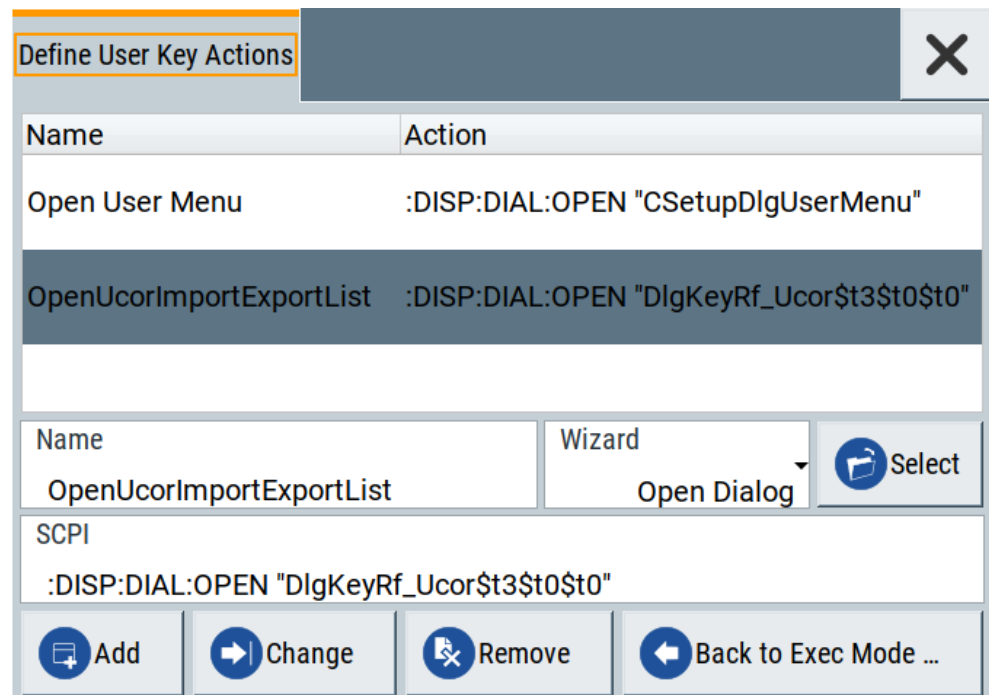 Define User Key Actions
Name Action
Open User Menu :DISP:DIAL:OPEN "CSetupDlgUserMenu"
OpenUcorImportExportList :DISP:DIAL:OPEN "DlgKeyRf_Ucor$t3$t0$t0"
Name Wizard
OpenUcorImportExportList Open Dialog Select
SCPI
:DISP:DIAL:OPEN "DlgKeyRf_Ucor$t3$t0$t0"
Add Change Remove Back to Exec Mode ...